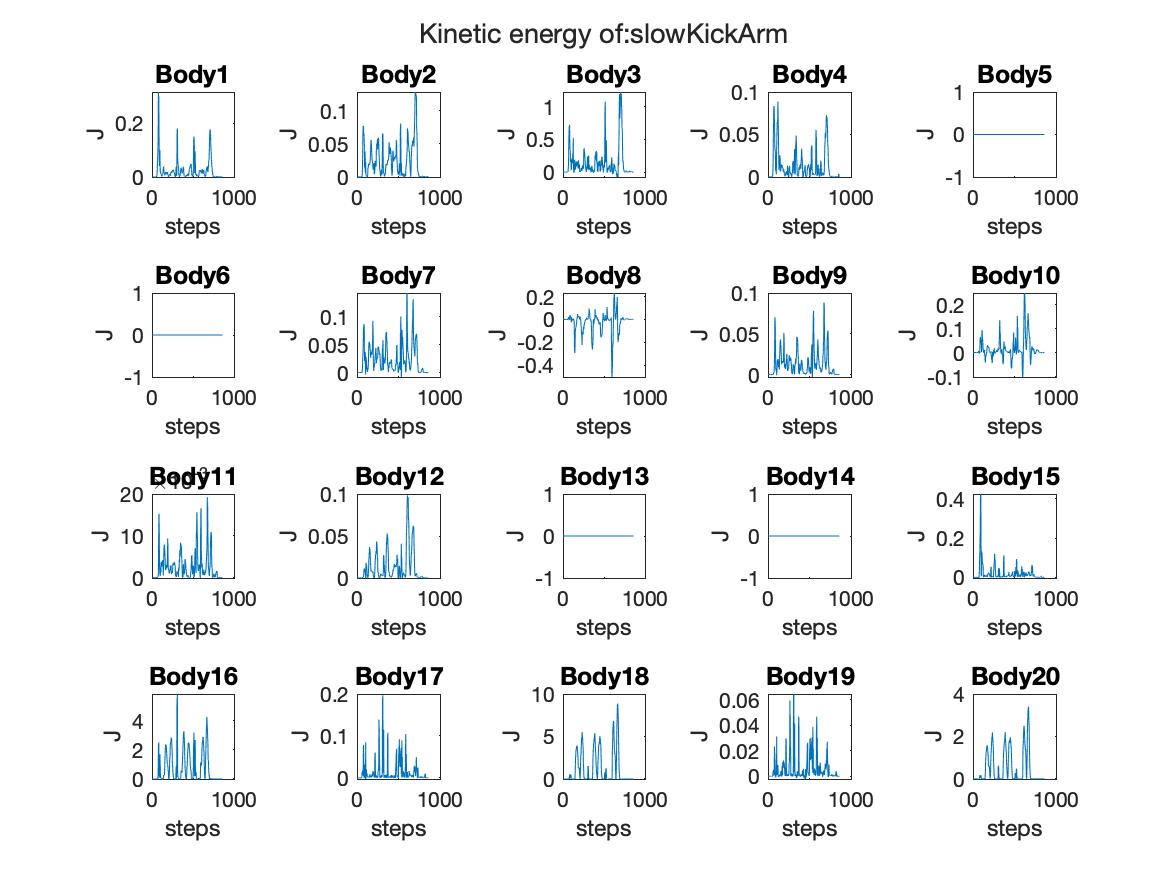 Kinetic energy of:slowKickArm
Body1 Body2 Body3 Body4 Body5
0.2 0.1 1 0.1 1
J J J J J
0.05 0.5 0.05 0
0 0 0 0 -1
0 1000 0 1000 0 1000 0 1000 0 1000
steps steps steps steps steps
Body6 Body7 Body8 Body9 Body10
1 0.1 0.2 0.1 0.2
J J J J J
0 0.05 0 0.05 0.1
-0.2 0
-1 0 -0.4 0 -0.1
0 1000 0 1000 0 1000 0 1000 0 1000
steps steps steps steps steps
Body11 Body12 Body13 Body14 Body15
20 0.1 1 1 0.4
J J J J J
10 0.05 0 0 0.2
0 0 -1 -1 0
0 1000 0 1000 0 1000 0 1000 0 1000
steps steps steps steps steps
Body16 Body17 Body18 Body19 Body20
4 0.2 10 0.06 4
J J J J J
2 0.1 5 0.04 2
0.02
0 0 0 0 0
0 1000 0 1000 0 1000 0 1000 0 1000
steps steps steps steps steps